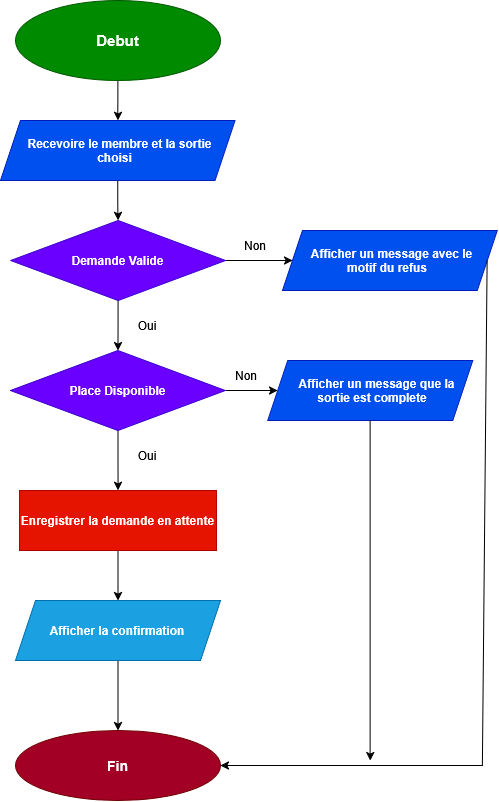 Debut
Recevoire le membre et la sortie
choisi
Demande Valide
Non
Afficher un message avec le
motif du refus
Oui
Place Disponible
Non
Afficher un message que la
sortie est complete
Oui
Enregistrer la demande en attente
Afficher la confirmation
Fin